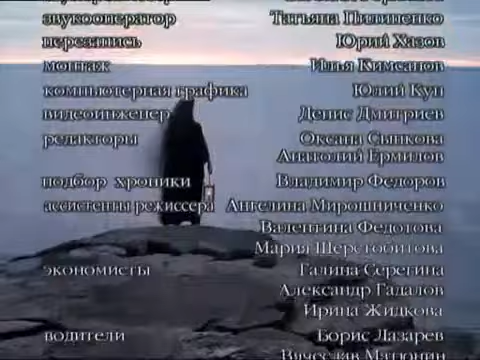 звукооператор Татьяна Пивненко
перезапись Юрий Хазов
монтаж Илья Кимсанов
компьютерная графика Юлий Кун
видеоинженер Денис Дмитриев
редакторы Оксана Сынкова
Анатолий Ермилов
подбор хроники Владимир Федоров
ассистенты режиссера Ангелина Мирошниченко
Валентина Федотова
Мария Шерстобитова
экономисты Галина Серегина
Александр Гадалов
Ирина Жидкова
водители Борис Лазарев
Вячеслав Матюнин